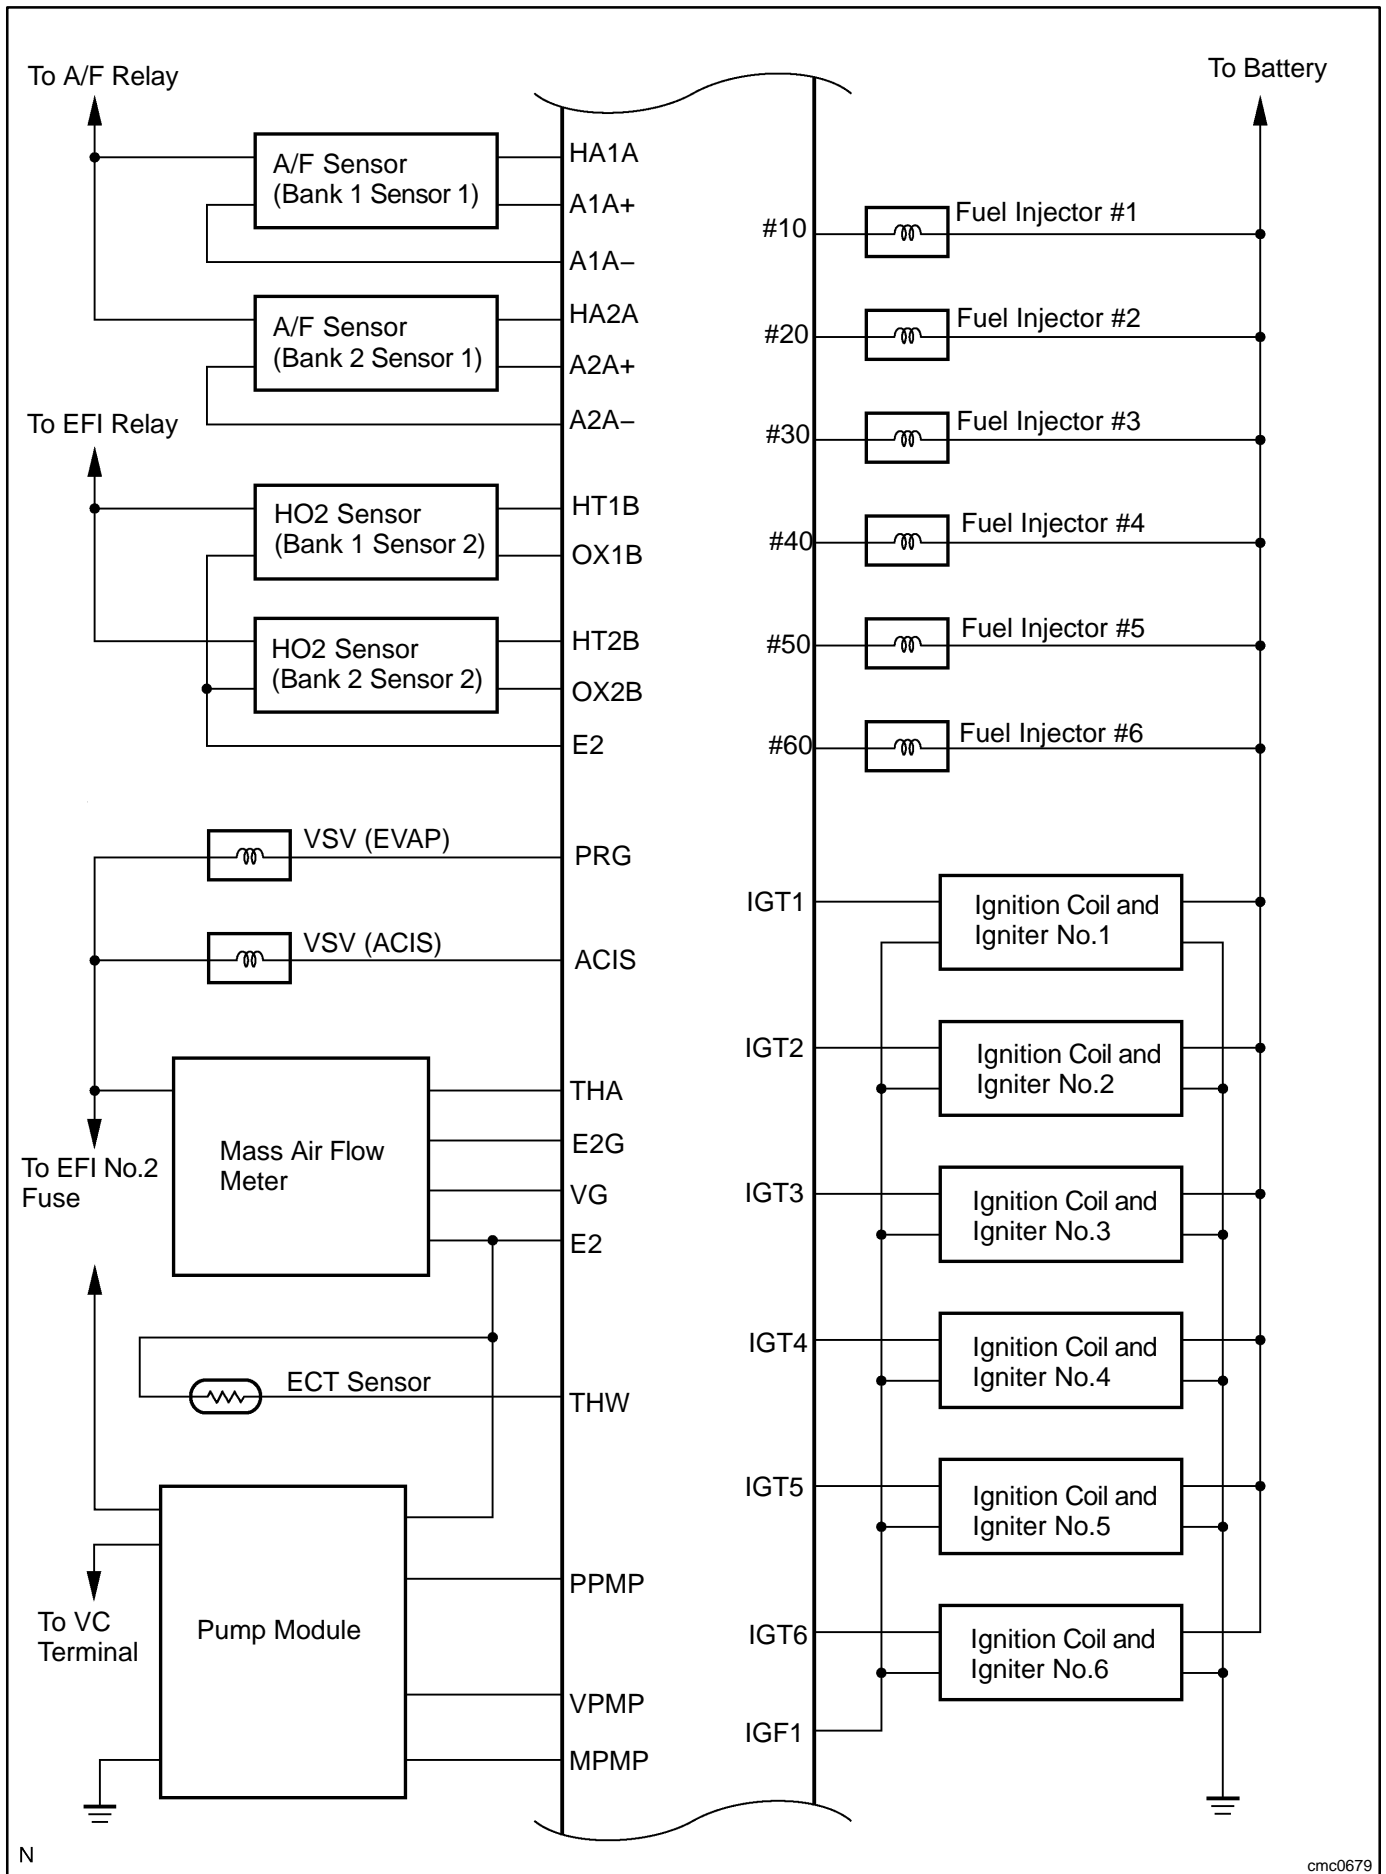 To A/F Relay
To Battery
A/F Sensor
(Bank 1 Sensor 1)
HA1A
A1A+
A1A–
A/F Sensor
(Bank 2 Sensor 1)
HA2A
A2A+
A2A–
To EFI Relay
HO2 Sensor
(Bank 1 Sensor 2)
HT1B
OX1B
HO2 Sensor
(Bank 2 Sensor 2)
HT2B
OX2B
E2
VSV (EVAP)
PRG
VSV (ACIS)
ACIS
Mass Air Flow
Meter
THA
E2G
VG
E2
To EFI No.2
Fuse
ECT Sensor
THW
Pump Module
PPMP
VPMP
MPMP
To VC
Terminal
#10
Fuel Injector #1
#20
Fuel Injector #2
#30
Fuel Injector #3
#40
Fuel Injector #4
#50
Fuel Injector #5
#60
Fuel Injector #6
IGT1
Ignition Coil and
Igniter No.1
IGT2
Ignition Coil and
Igniter No.2
IGT3
Ignition Coil and
Igniter No.3
IGT4
Ignition Coil and
Igniter No.4
IGT5
Ignition Coil and
Igniter No.5
IGT6
Ignition Coil and
Igniter No.6
IGF1
N
cmc0679